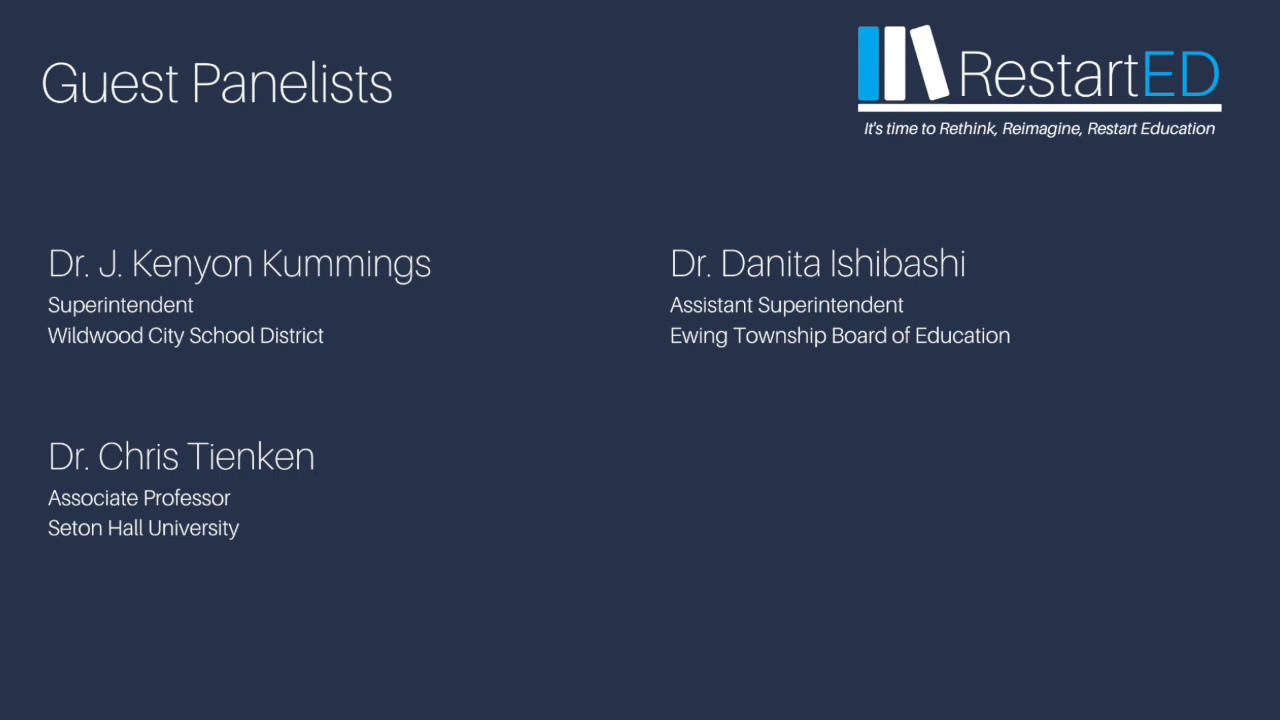 Guest Panelists
RestartED
It's time to Rethink, Reimagine, Restart Education
Dr. J. Kenyon Kummings
Superintendent
Wildwood City School District
Dr. Danita Ishibashi
Assistant Superintendent
Ewing Township Board of Education
Dr. Chris Tienken
Associate Professor
Seton Hall University